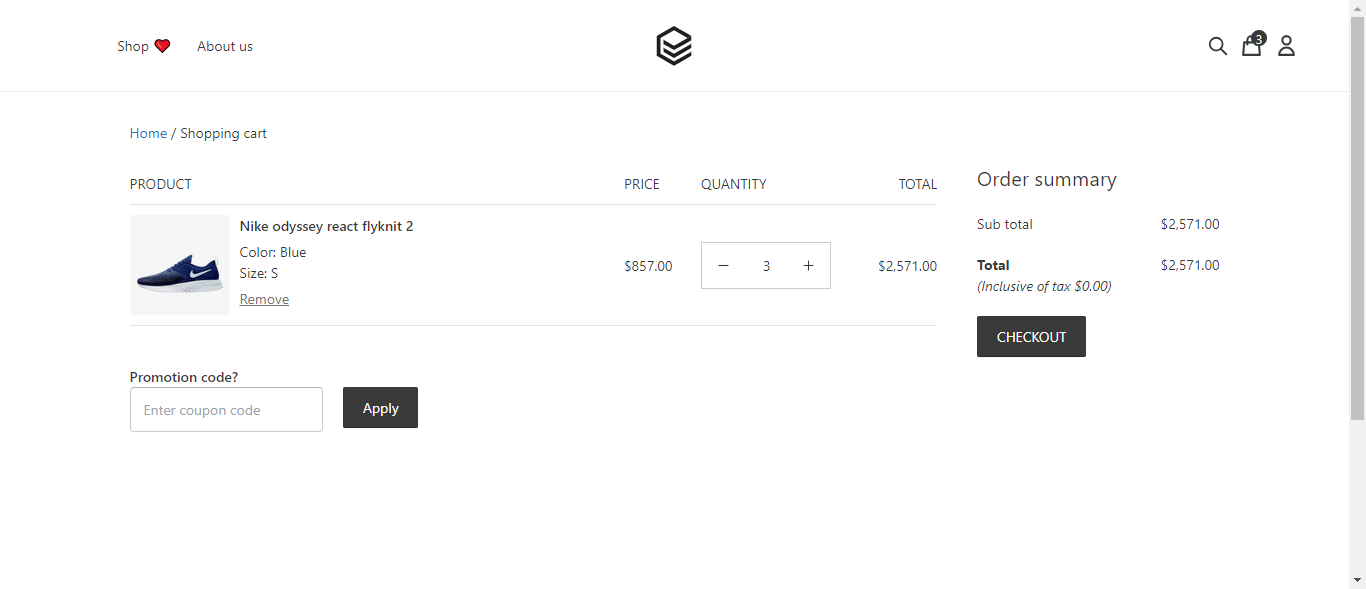 Shop ❤️ About us
3
Home / Shopping cart
PRODUCT PRICE QUANTITY TOTAL
Nike odyssey react flyknit 2
Color: Blue
Size: S
Remove
$857.00 − 3 + $2,571.00
Promotion code?
Enter coupon code Apply
Order summary
Sub total $2,571.00
Total $2,571.00
(Inclusive of tax $0.00)
CHECKOUT